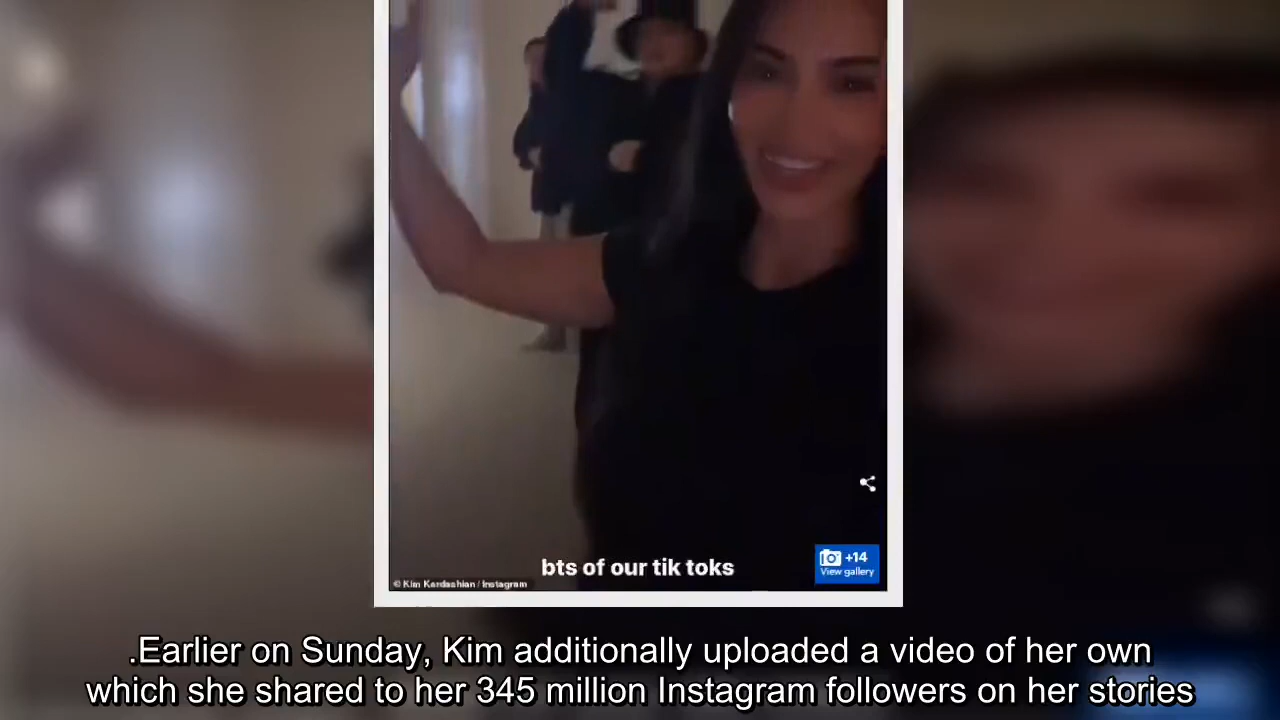 bts of our tik toks
+14
View gallery
© Kim Kardashian / Instagram
.Earlier on Sunday, Kim additionally uploaded a video of her own
which she shared to her 345 million Instagram followers on her stories